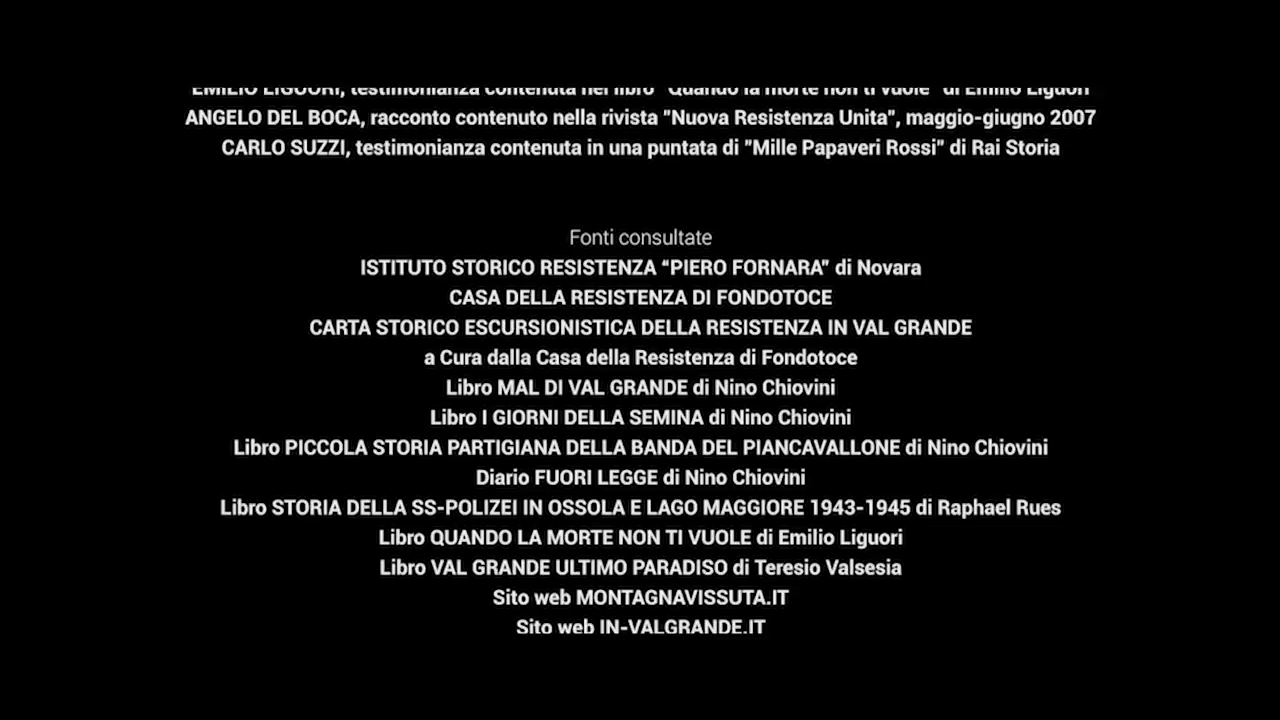 EMILIO LIGUORI, testimonianza contenuta nel libro "Quando la morte non ti vuole" di Emilio Liguori
ANGELO DEL BOCA, racconto contenuto nella rivista "Nuova Resistenza Unita", maggio-giugno 2007
CARLO SUZZI, testimonianza contenuta in una puntata di "Mille Papaveri Rossi" di Rai Storia
Fonti consultate
ISTITUTO STORICO RESISTENZA “PIERO FORNARA” di Novara
CASA DELLA RESISTENZA DI FONDOTOCE
CARTA STORICO ESCURSIONISTICA DELLA RESISTENZA IN VAL GRANDE
a Cura dalla Casa della Resistenza di Fondotoce
Libro MAL DI VAL GRANDE di Nino Chiovini
Libro I GIORNI DELLA SEMINA di Nino Chiovini
Libro PICCOLA STORIA PARTIGIANA DELLA BANDA DEL PIANCAVALLONE di Nino Chiovini
Diario FUORI LEGGE di Nino Chiovini
Libro STORIA DELLA SS-POLIZEI IN OSSOLA E LAGO MAGGIORE 1943-1945 di Raphael Rues
Libro QUANDO LA MORTE NON TI VUOLE di Emilio Liguori
Libro VAL GRANDE ULTIMO PARADISO di Teresio Valsesia
Sito web MONTAGNAVISSUTA.IT
Sito web IN-VALGRANDE.IT